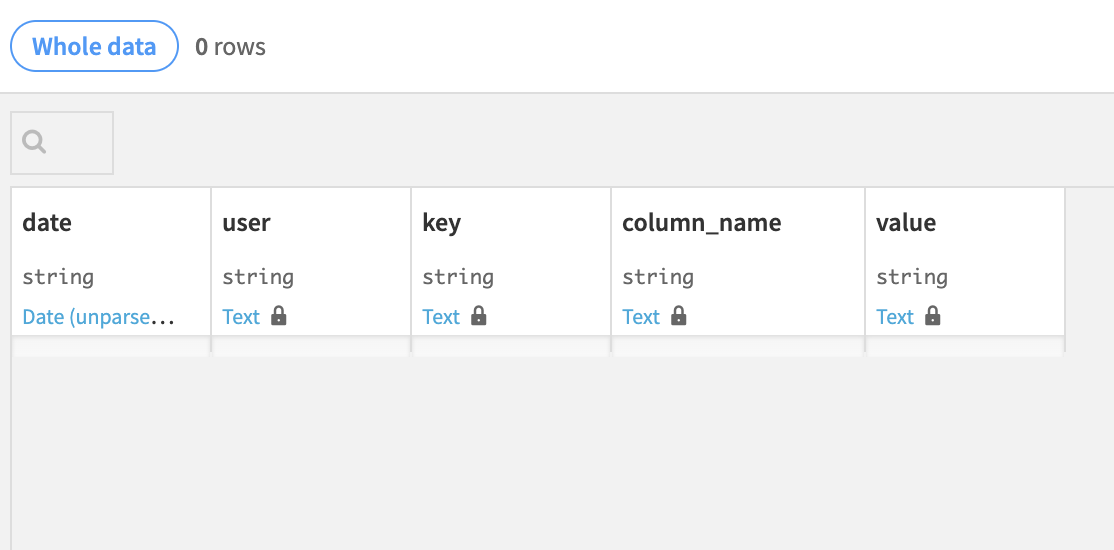 Whole data 0 rows
date user key column_name value
string string string string string
Date (unparse... Text Text Text Text